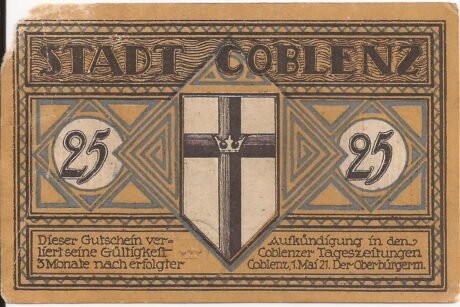 STADT COBLENZ
25
25
Dieser Gutschein ver-
liert seine Gültigkeit
3 Monate nach erfolgter
Aufkündigung in den
Coblenzer Tageszeitungen
Coblenz, 1. Mai 21. Der Oberbürgerm.